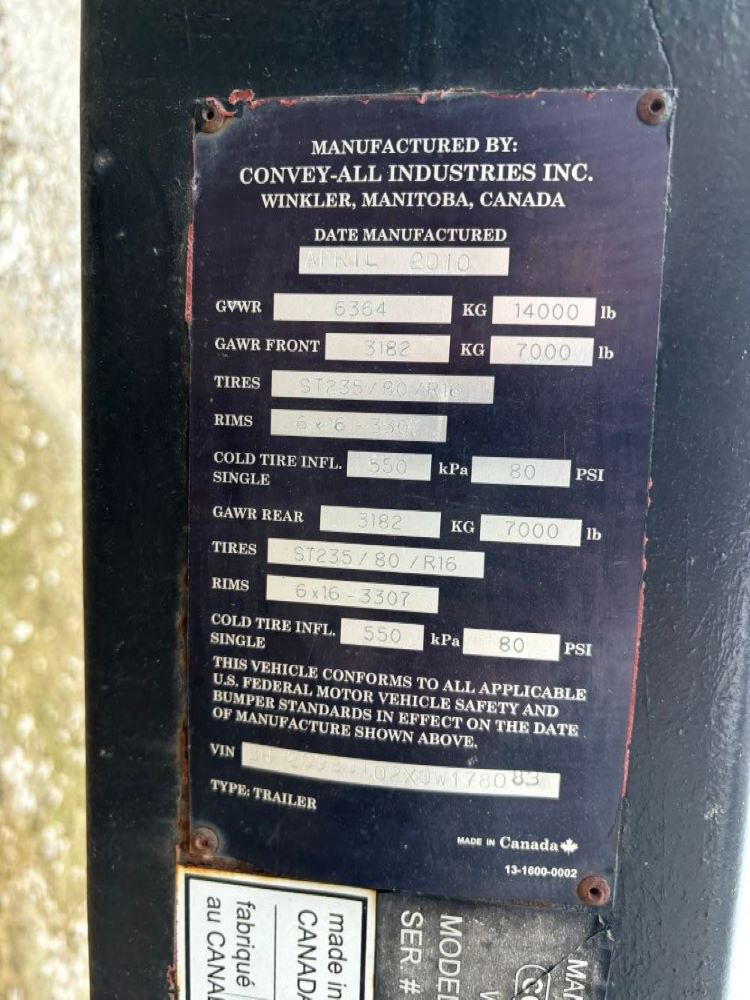 MANUFACTURED BY:
CONVEY-ALL INDUSTRIES INC.
WINKLER, MANITOBA, CANADA
DATE MANUFACTURED
APRIL 2010
GVWR 6364 KG 14000 lb
GAWR FRONT 3182 KG 7000 lb
TIRES ST235/80/R16
RIMS 6x16-330
COLD TIRE INFL. 550 kPa 80 PSI
SINGLE
GAWR REAR 3182 KG 7000 lb
TIRES ST235/80/R16
RIMS 6x16-3307
COLD TIRE INFL. 550 kPa 80 PSI
SINGLE
THIS VEHICLE CONFORMS TO ALL APPLICABLE
U.S. FEDERAL MOTOR VEHICLE SAFETY AND
BUMPER STANDARDS IN EFFECT ON THE DATE
OF MANUFACTURE SHOWN ABOVE.
VIN
TYPE: TRAILER
MADE IN Canada
13-1600-0002
made in
CANADA
fabriqué
au CANA
MODE
SER. #